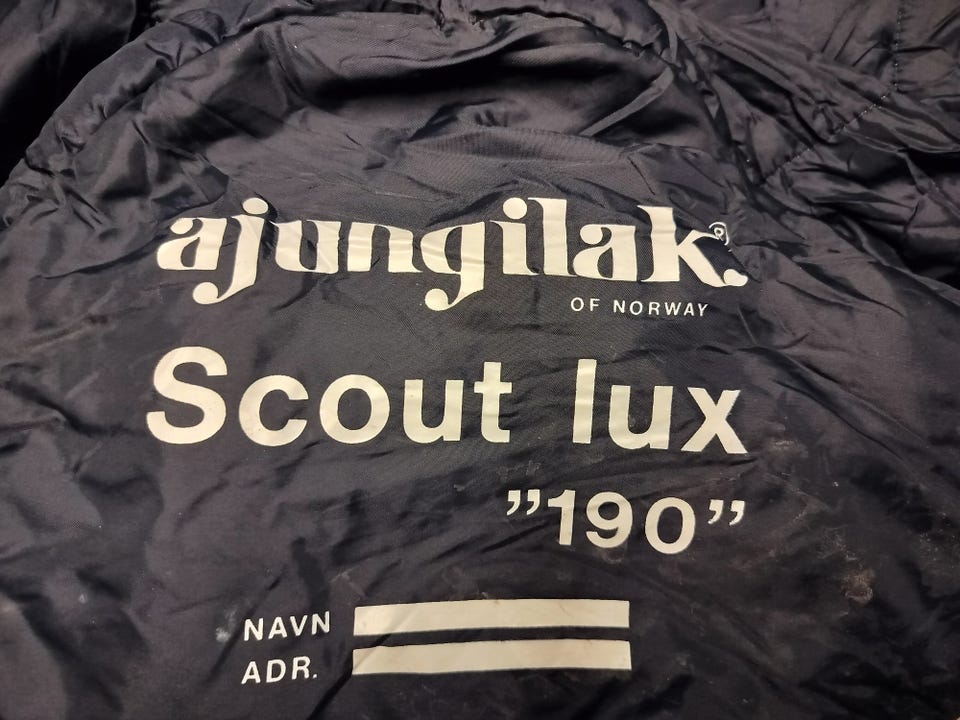 ajungilak®
OF NORWAY
Scout lux
”190”
NAVN
ADR.